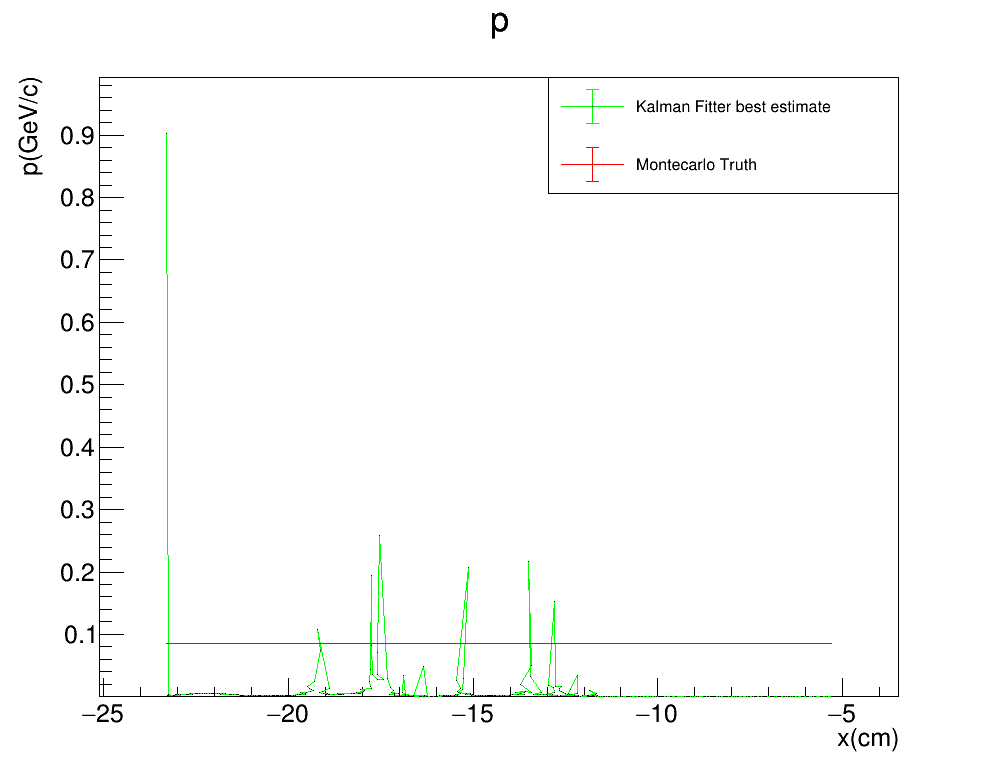 p
p(GeV/c)
0.9
0.8
0.7
0.6
0.5
0.4
0.3
0.2
0.1
Kalman Fitter best estimate
Montecarlo Truth
−25 −20 −15 −10 −5
x(cm)